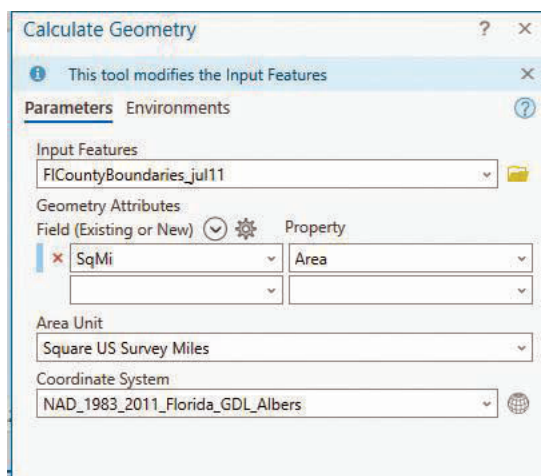 Calculate Geometry ? ×
This tool modifies the Input Features
Parameters Environments
Input Features
FlCountyBoundaries_jul11
Geometry Attributes
Field (Existing or New) Property
SqMi Area
Area Unit
Square US Survey Miles
Coordinate System
NAD_1983_2011_Florida_GDL_Albers